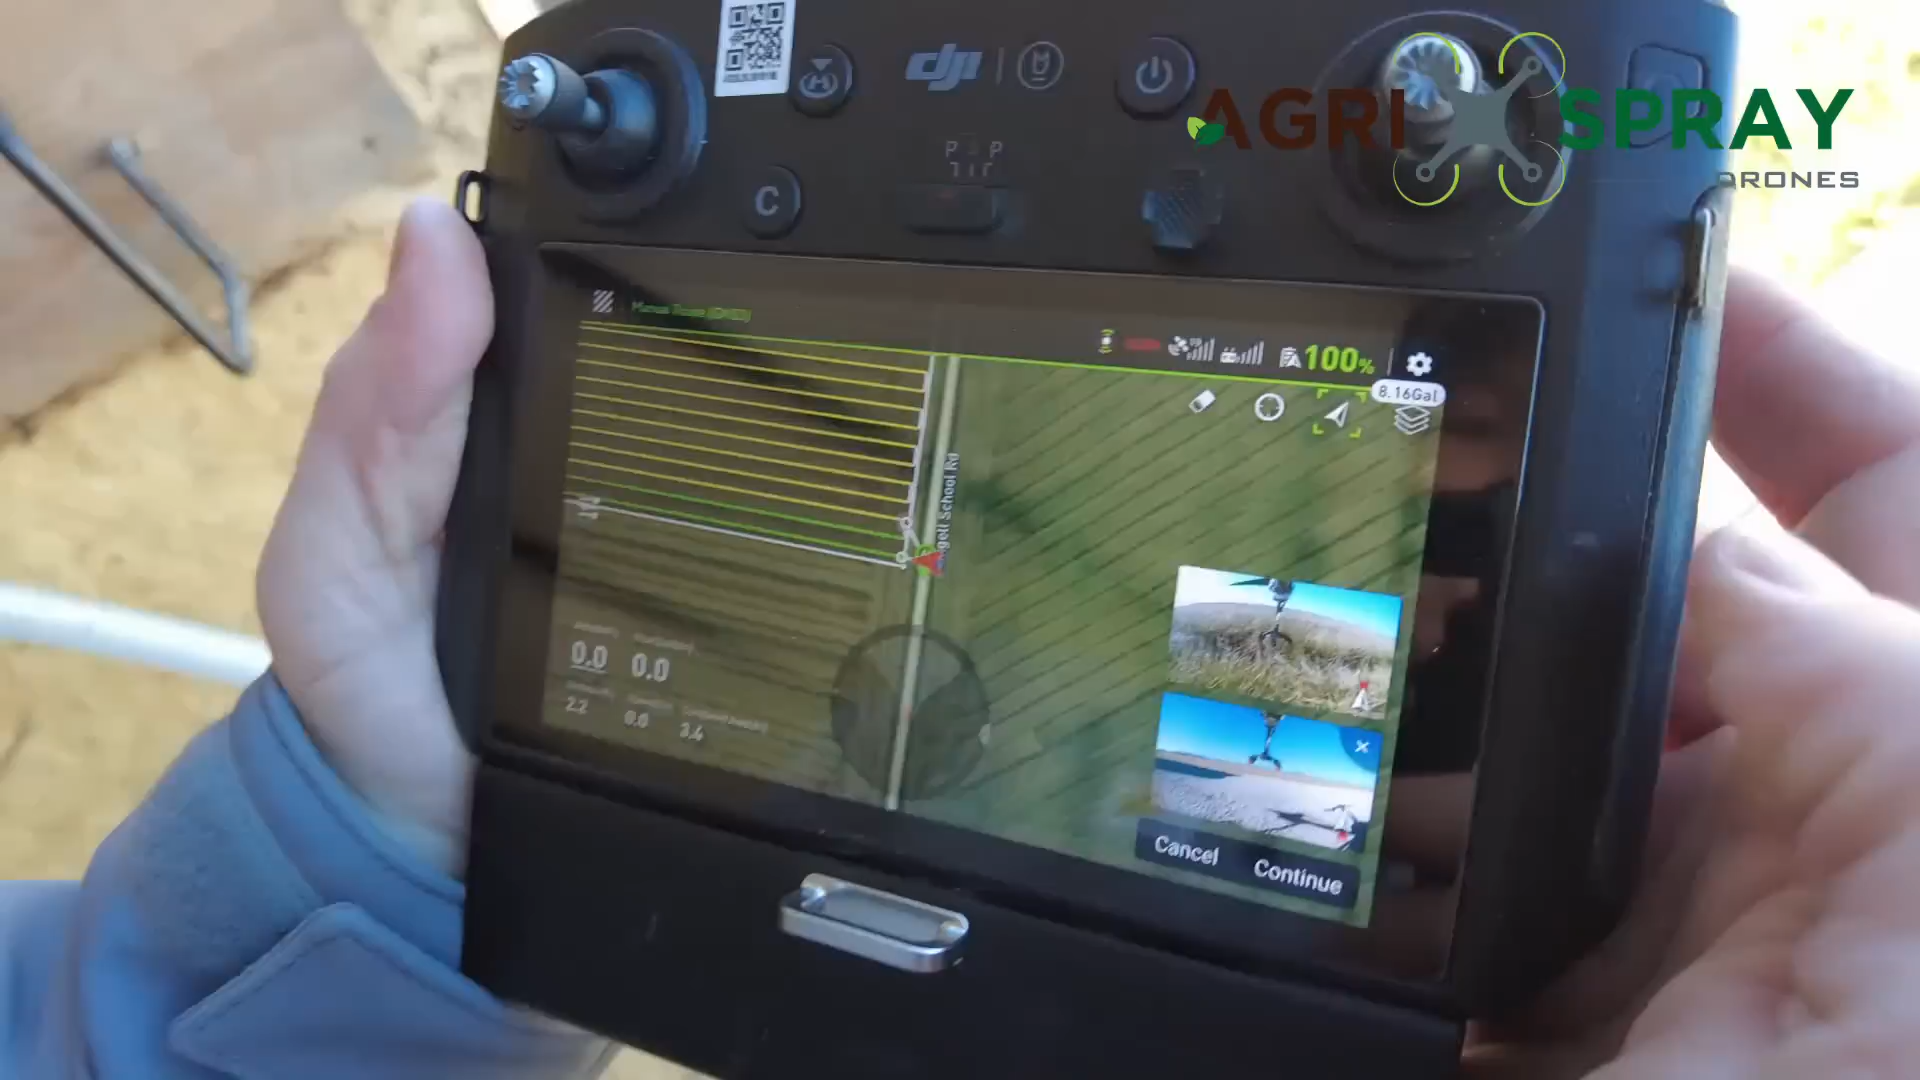 dji
AGRI SPRAY
DRONES
P P
C
100%
8.16Gal
School Rd
0.0 0.0
2.2 0.0 3.4
Cancel Continue